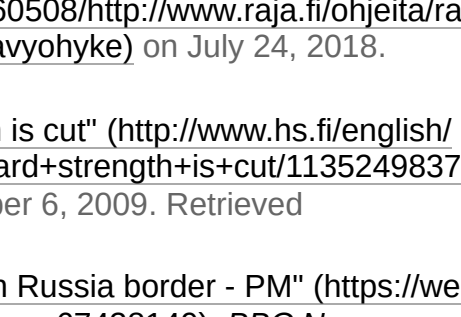 60508/http://www.raja.fi/ohjeita/ra
avyohyke) on July 24, 2018.
is cut" (http://www.hs.fi/english/
ard+strength+is+cut/1135249837
er 6, 2009. Retrieved
Russia border - PM" (https://we